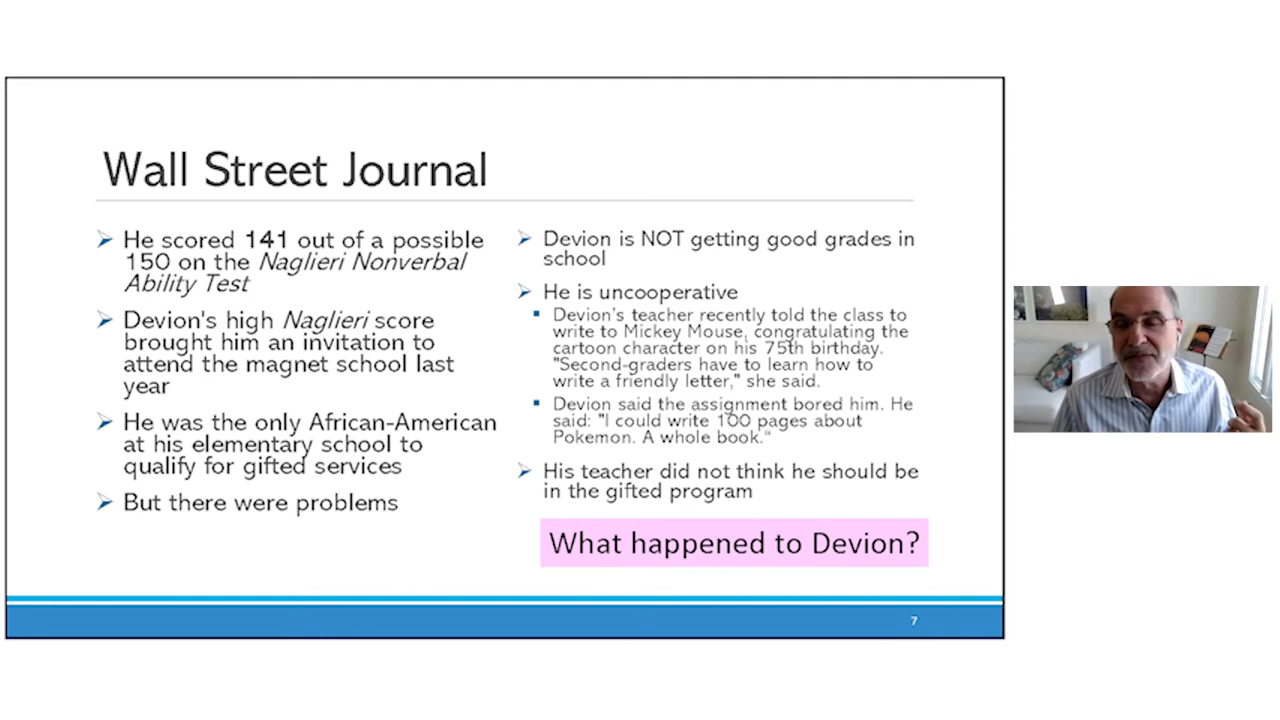 Wall Street Journal
He scored 141 out of a possible
150 on the Naglieri Nonverbal
Ability Test
Devion's high Naglieri score
brought him an invitation to
attend the magnet school last
year
He was the only African-American
at his elementary school to
qualify for gifted services
But there were problems
Devion is NOT getting good grades in
school
He is uncooperative
Devion's teacher recently told the class to
write to Mickey Mouse, congratulating the
cartoon character on his 75th birthday.
"Second-graders have to learn how to
write a friendly letter," she said.
Devion said the assignment bored him. He
said: "I could write 100 pages about
Pokemon. A whole book."
His teacher did not think he should be
in the gifted program
What happened to Devion?
7